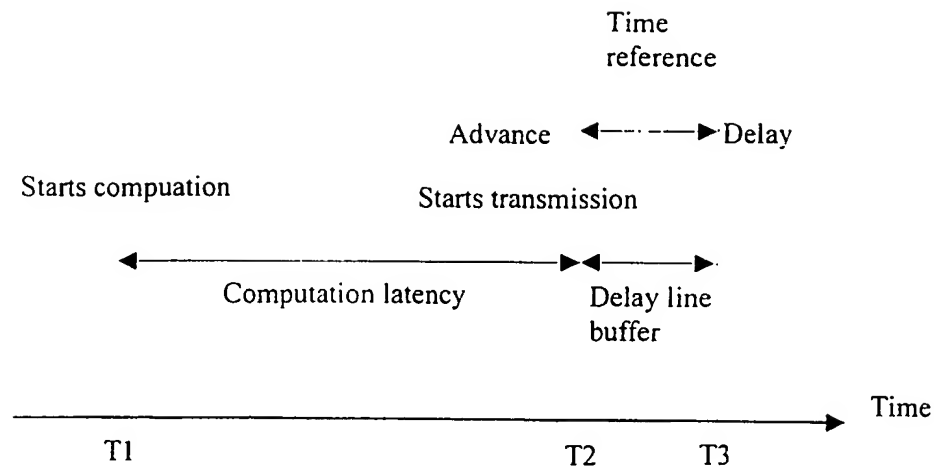 Time
reference
Advance
Delay
Starts compuation
Starts transmission
Computation latency
Delay line
buffer
Time
T1
T2
T3